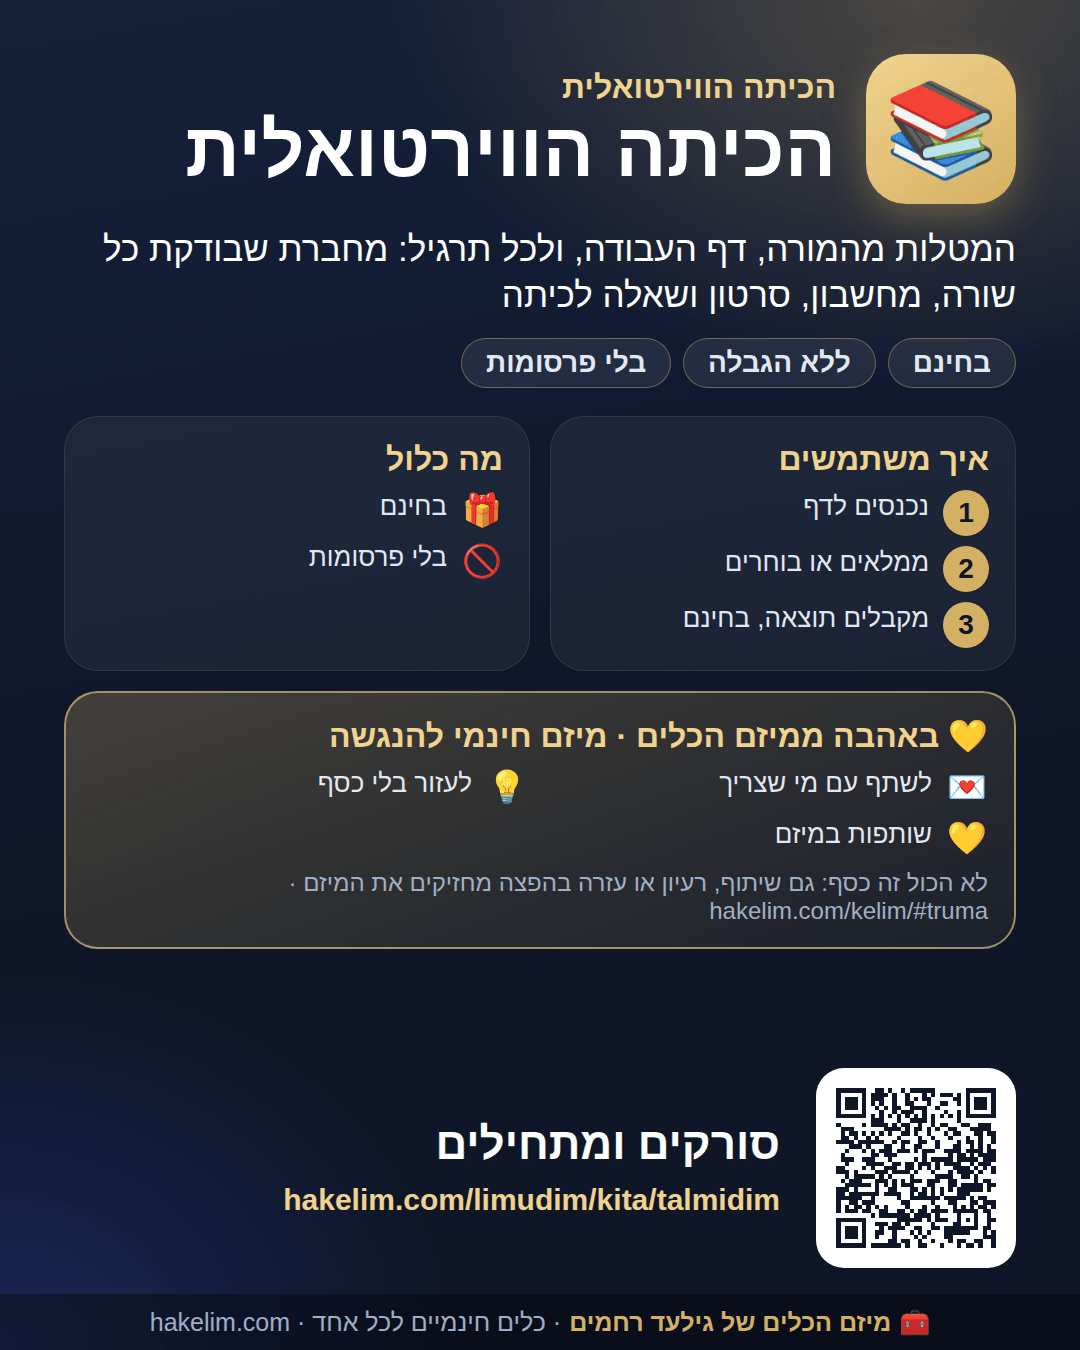 הכיתה הווירטואלית
הכיתה הווירטואלית
המטלות מהמורה, דף העבודה, ולכל תרגיל: מחברת שבודקת כל
שורה, מחשבון, סרטון ושאלה לכיתה
בחינם
ללא הגבלה
בלי פרסומות
איך משתמשים
1 נכנסים לדף
2 ממלאים או בוחרים
3 מקבלים תוצאה, בחינם
מה כלול
🎁 בחינם
🚫 בלי פרסומות
💛 באהבה ממיזם הכלים · מיזם חינמי להנגשה
💌 לשתף עם מי שצריך
💡 לעזור בלי כסף
💛 שותפות במיזם
לא הכול זה כסף: גם שיתוף, רעיון או עזרה בהפצה מחזיקים את המיזם ·
hakelim.com/kelim/#truma
סורקים ומתחילים
hakelim.com/limudim/kita/talmidim
🧰 מיזם הכלים של גילעד רחמים · כלים חינמיים לכל אחד · hakelim.com